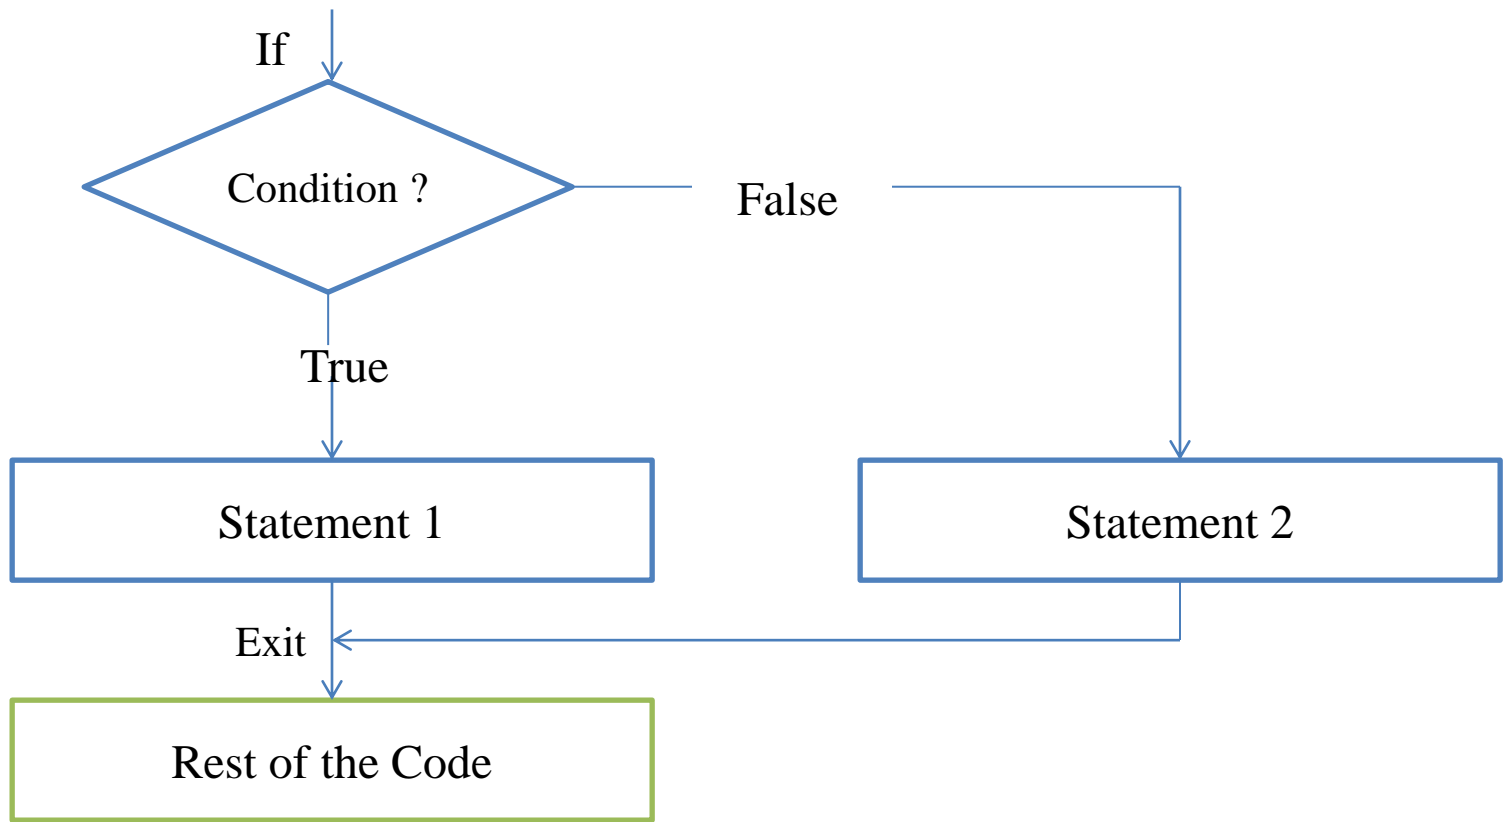 If
Condition ?
False
True
Statement 1
Statement 2
Exit
Rest of the Code